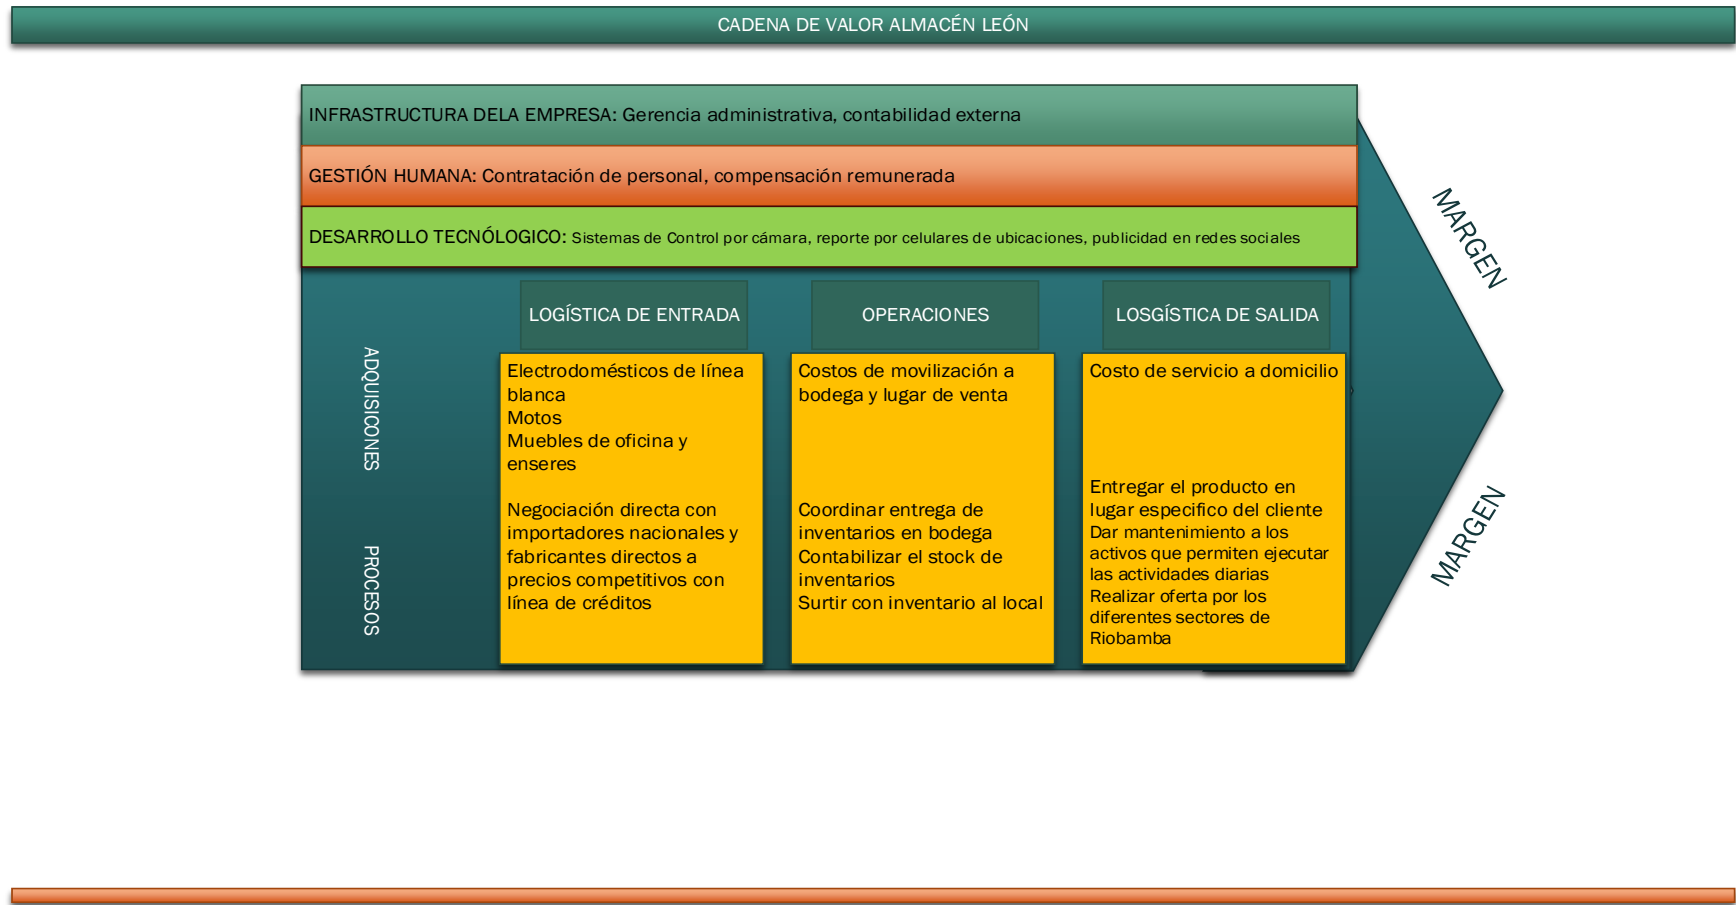 CADENA DE VALOR ALMACÉN LEÓN
INFRASTRUCTURA DELA EMPRESA: Gerencia administrativa, contabilidad externa
GESTIÓN HUMANA: Contratación de personal, compensación remunerada
DESARROLLO TECNÓLOGICO: Sistemas de Control por cámara, reporte por celulares de ubicaciones, publicidad en redes sociales
ADQUISICONES
PROCESOS
LOGÍSTICA DE ENTRADA
Electrodomésticos de línea
blanca
Motos
Muebles de oficina y
enseres
Negociación directa con
importadores nacionales y
fabricantes directos a
precios competitivos con
línea de créditos
OPERACIONES
Costos de movilización a
bodega y lugar de venta
Coordinar entrega de
inventarios en bodega
Contabilizar el stock de
inventarios
Surtir con inventario al local
LOSGÍSTICA DE SALIDA
Costo de servicio a domicilio
Entregar el producto en
lugar especifico del cliente
Dar mantenimiento a los
activos que permiten ejecutar
las actividades diarias
Realizar oferta por los
diferentes sectores de
Riobamba
MARGEN
MARGEN